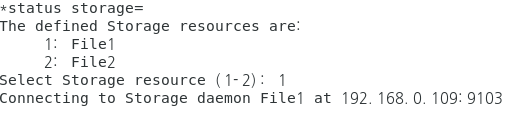 *status storage=
The defined Storage resources are:
1: File1
2: File2
Select Storage resource (1-2): 1
Connecting to Storage daemon File1 at 192.168.0.109:9103